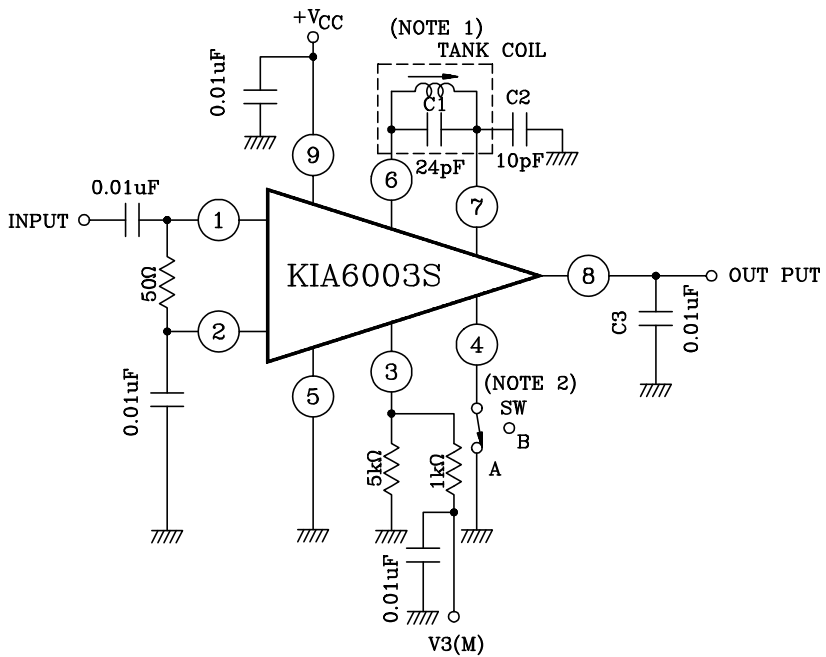 +VCC
(NOTE 1)
TANK COIL
0.01uF
C1
C2
9
24pF
10pF
6
0.01uF
7
INPUT
1
KIA6003S
8
OUT PUT
50Ω
C3
0.01uF
2
4
3
(NOTE 2)
5
SW
0.01uF
B
A
5kΩ
1kΩ
0.01uF
V3(M)